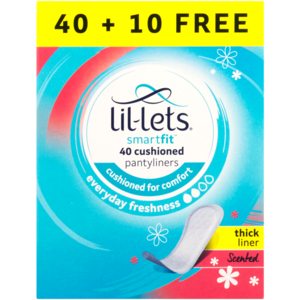 40 + 10 FREE
lil-lets
smartfit
40 cushioned
pantyliners
cushioned for comfort
everyday freshness
thick
liner
Scented